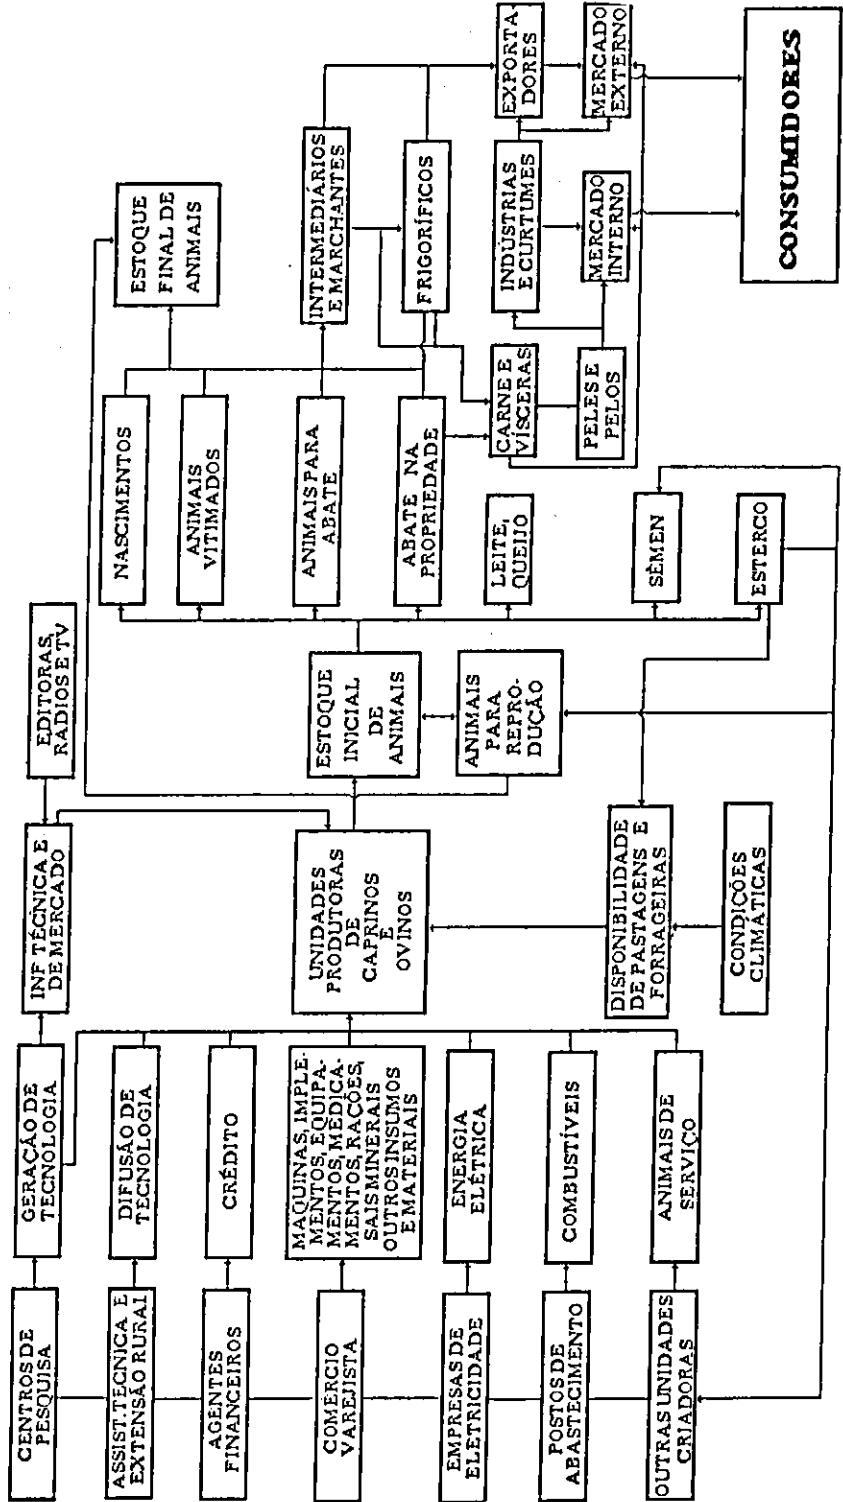 CENTROS DE
PESQUISA
ASSIST. TECNICA E
EXTENSÃO RURAL
AGENTES
FINANCEIROS
COMÉRCIO
VAREJISTA
EMPRESAS DE
ELETRICIDADE
POSTOS DE
ABASTECIMENTO
OUTRAS UNIDADES
CRIADORAS
GERAÇÃO DE
TECNOLOGIA
DIFUSÃO DE
TECNOLOGIA
CRÉDITO
MAQUINAS, IMPLE-
MENTOS, EQUIPA-
MENTOS, MEDICA-
MENTOS, RAÇÕES,
SAIS MINERAIS
OUTROS INSUMOS
E MATERIAIS
ENERGIA
ELÉTRICA
COMBUSTÍVEIS
ANIMAIS DE
SERVIÇO
INF TÉCNICA E
DE MERCADO
UNIDADES
PRODUTORAS
DE
CAPRINOS
E
OVINOS
DISPONIBILIDADE
DE PASTAGENS E
FORRAGEIRAS
CONDIÇÕES
CLIMÁTICAS
EDITORAS,
RADIOS E TV
ESTOQUE
INICIAL
DE
ANIMAIS
ANIMAIS
PARA
REPRO-
DUÇÃO
NASCIMENTOS
ANIMAIS
VITIMADOS
ANIMAIS PARA
ABATE
ABATE NA
PROPRIEDADE
LEITE,
QUEIJO
SÊMEN
ESTERCO
ESTOQUE
FINAL DE
ANIMAIS
INTERMEDIÁRIOS
E MARCHANTES
FRIGORÍFICOS
CARNE E
VÍSCERAS
PELES E
PELOS
INDÚSTRIAS
E CURTUMES
MERCADO
INTERNO
EXPORTA-
DORES
MERCADO
EXTERNO
CONSUMIDORES